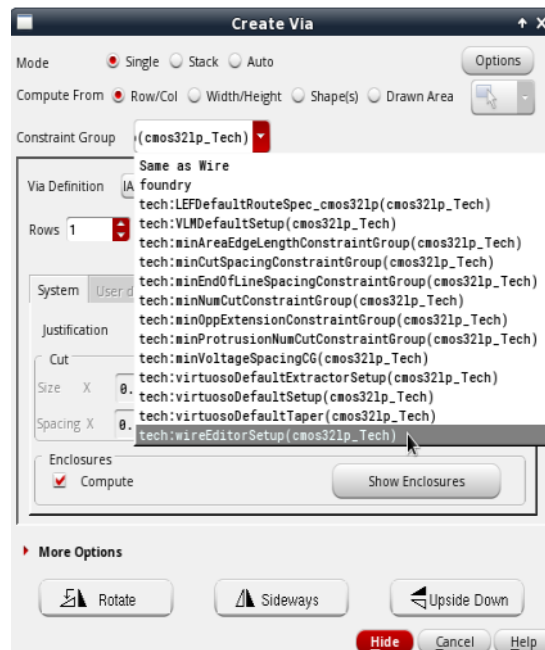 Create Via
Mode Single Stack Auto Options
Compute From Row/Col Width/Height Shape(s) Drawn Area
Constraint Group (cmos32lp_Tech)
Same as Wire
foundry
tech:LEFDefaultRouteSpec_cmos32lp(cmos32lp_Tech)
tech:VLMDefaultSetup(cmos32lp_Tech)
tech:minAreaEdgeLengthConstraintGroup(cmos32lp_Tech)
tech:minCutSpacingConstraintGroup(cmos32lp_Tech)
tech:minEndOfLineSpacingConstraintGroup(cmos32lp_Tech)
tech:minNumCutConstraintGroup(cmos32lp_Tech)
tech:minOppExtensionConstraintGroup(cmos32lp_Tech)
tech:minProtrusionNumCutConstraintGroup(cmos32lp_Tech)
tech:minVoltageSpacingCG(cmos32lp_Tech)
tech:virtuosoDefaultExtractorSetup(cmos32lp_Tech)
tech:virtuosoDefaultSetup(cmos32lp_Tech)
tech:virtuosoDefaultTaper(cmos32lp_Tech)
tech:wireEditorSetup(cmos32lp_Tech)
Via Definition
Rows 1
System User d
Justification
Cut
Size X 0.
Spacing X 0.
Enclosures
Compute Show Enclosures
More Options
Rotate Sideways Upside Down
Hide Cancel Help